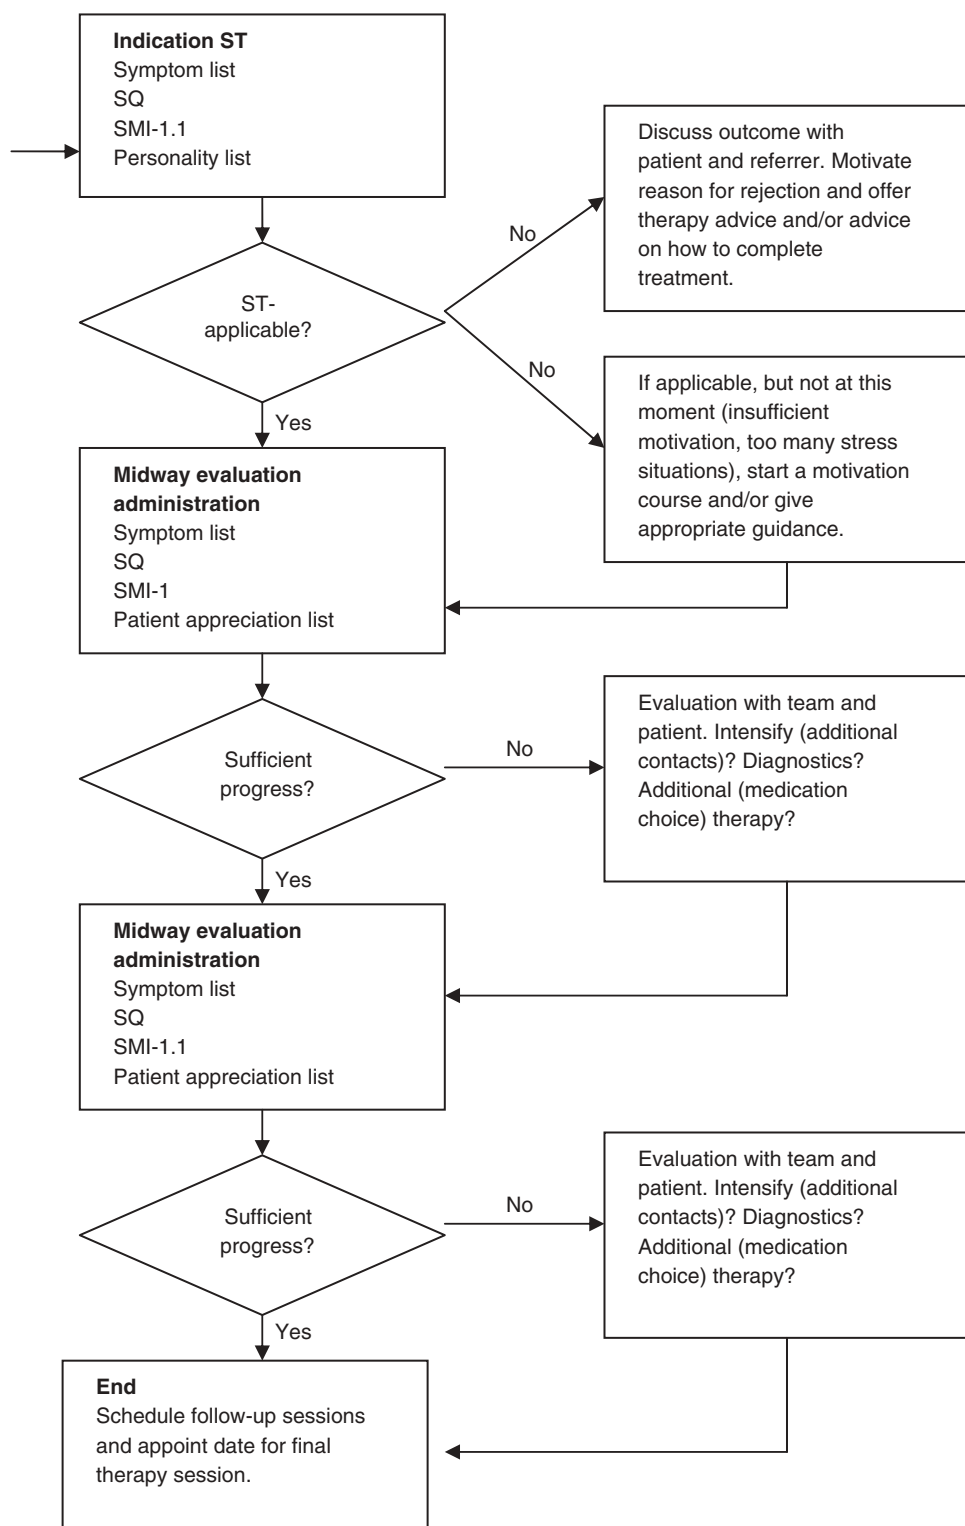 Indication ST
Symptom list
SQ
SMI-1.1
Personality list
Discuss outcome with
patient and referrer. Motivate
reason for rejection and offer
therapy advice and/or advice
on how to complete
treatment.
No
ST-
applicable?
No
If applicable, but not at this
moment (insufficient
motivation, too many stress
situations), start a motivation
course and/or give
appropriate guidance.
Yes
Midway evaluation
administration
Symptom list
SQ
SMI-1
Patient appreciation list
Sufficient
progress?
No
Evaluation with team and
patient. Intensify (additional
contacts)? Diagnostics?
Additional (medication
choice) therapy?
Yes
Midway evaluation
administration
Symptom list
SQ
SMI-1.1
Patient appreciation list
Sufficient
progress?
No
Evaluation with team and
patient. Intensify (additional
contacts)? Diagnostics?
Additional (medication
choice) therapy?
Yes
End
Schedule follow-up sessions
and appoint date for final
therapy session.